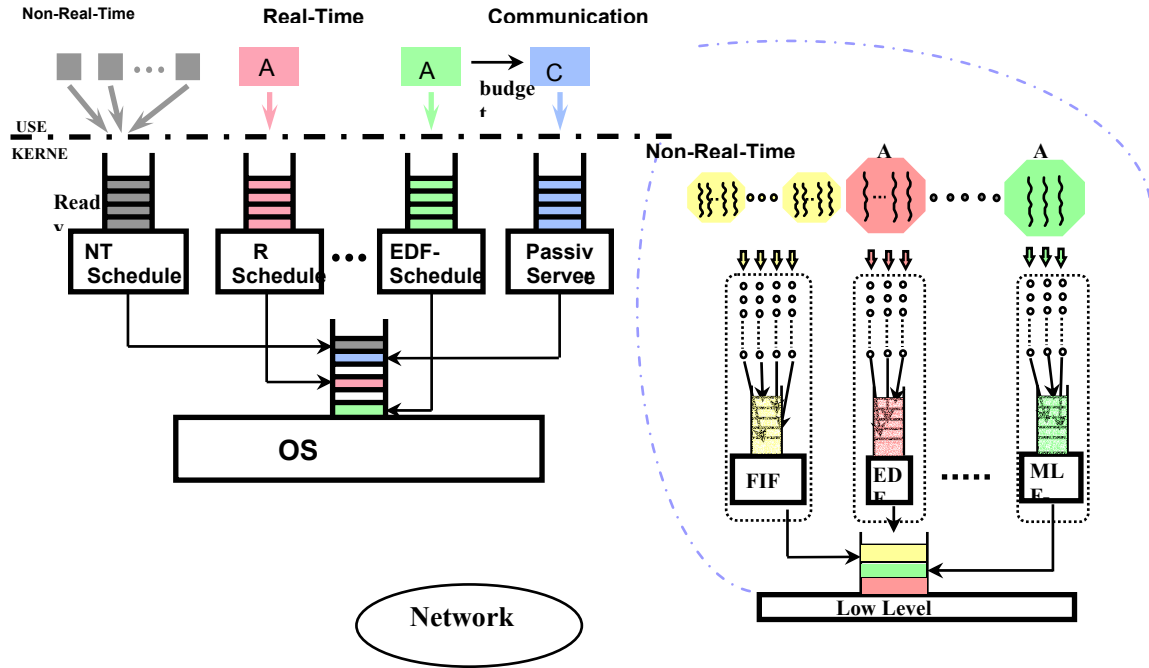 Non-Real-Time
Real-Time
Communication
A
A
C
budge
t
USE
KERNE
Read
y
NT
Schedule
R
Schedule
EDF-
Schedule
Passiv
Server
OS
Network
Non-Real-Time
A
A
FIF
ED
F
ML
F-
Low Level